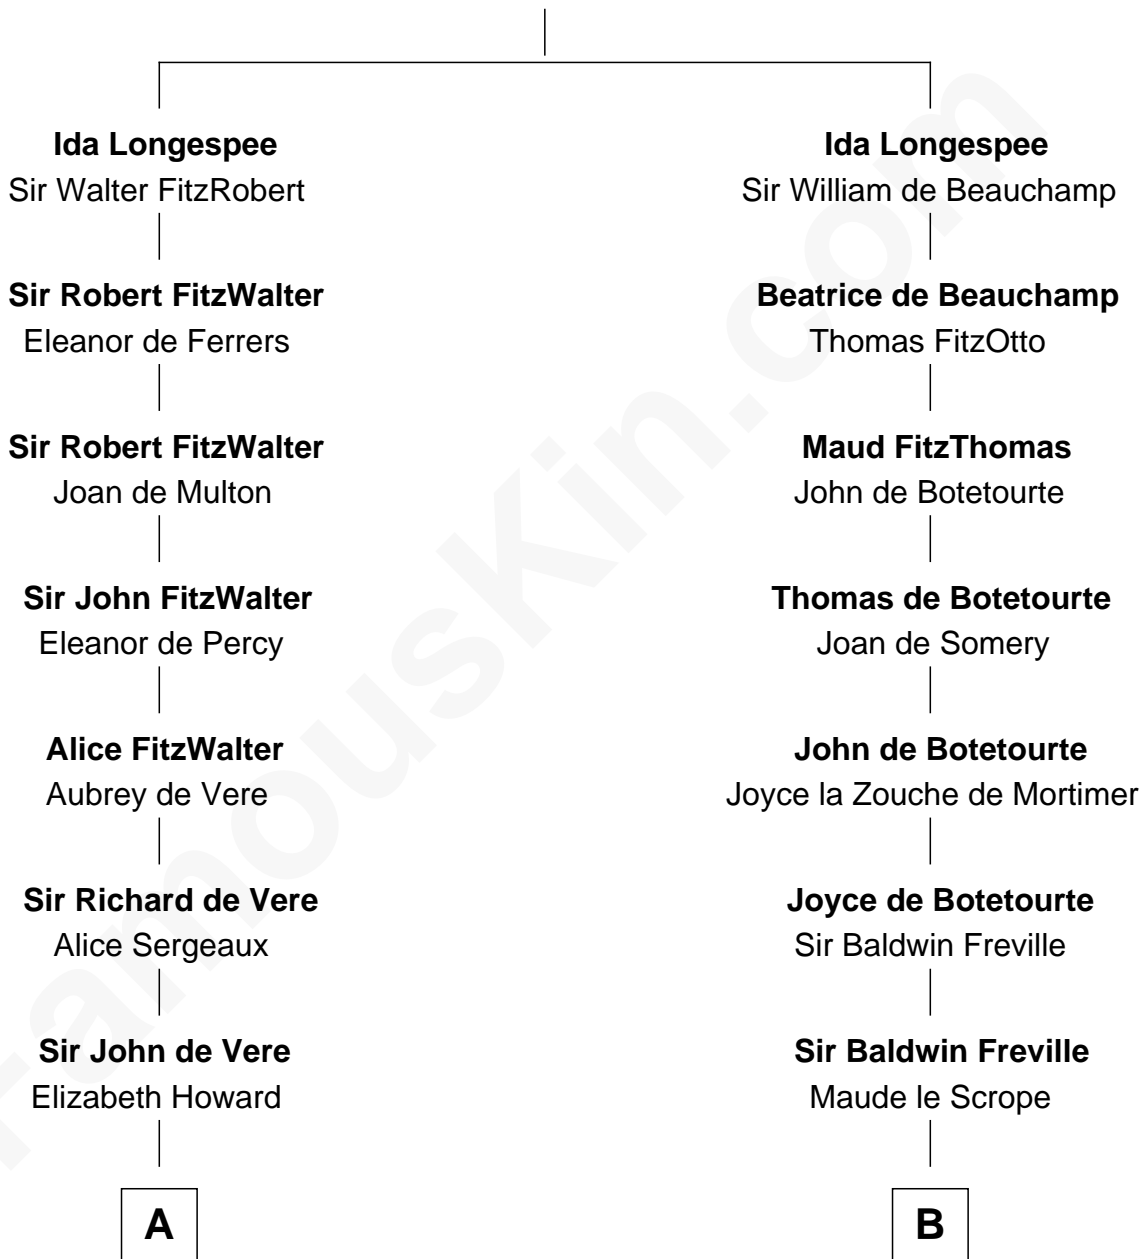 Ida Longespee
Sir Walter FitzRobert
Sir Robert FitzWalter
Eleanor de Ferrers
Sir Robert FitzWalter
Joan de Multon
Sir John FitzWalter
Eleanor de Percy
Alice FitzWalter
Aubrey de Vere
Sir Richard de Vere
Alice Sergeaux
Sir John de Vere
Elizabeth Howard
A
Ida Longespee
Sir William de Beauchamp
Beatrice de Beauchamp
Thomas FitzOtto
Maud FitzThomas
John de Botetourte
Thomas de Botetourte
Joan de Somery
John de Botetourte
Joyce la Zouche de Mortimer
Joyce de Botetourte
Sir Baldwin Freville
Sir Baldwin Freville
Maude le Scrope
B
FamousKin.com